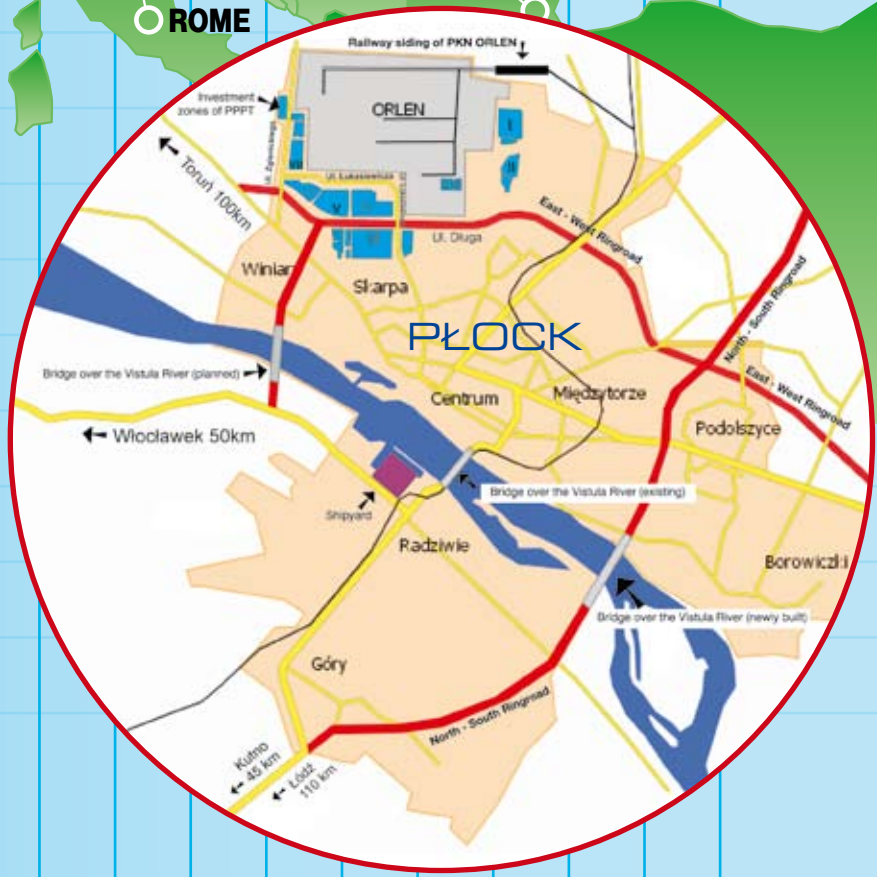 ROME
Railway siding of PKN ORLEN
Investment
zones of PPPT
ORLEN
I
II
Ul. Zglenickiego
Ul. Łukasiewicza
V
Toruń 100km
East - West Ringroad
Ul. Długa
Winiary
Skarpa
PŁOCK
North - South Ringroad
Bridge over the Vistula River (planned)
Centrum
Międzytorze
East - West Ringroad
Włocławek 50km
Podolszyce
Bridge over the Vistula River (existing)
Shipyard
Radziwie
Borowiczki
Bridge over the Vistula River (newly built)
Góry
North - South Ringroad
Kutno
45 km
Łódź
110 km